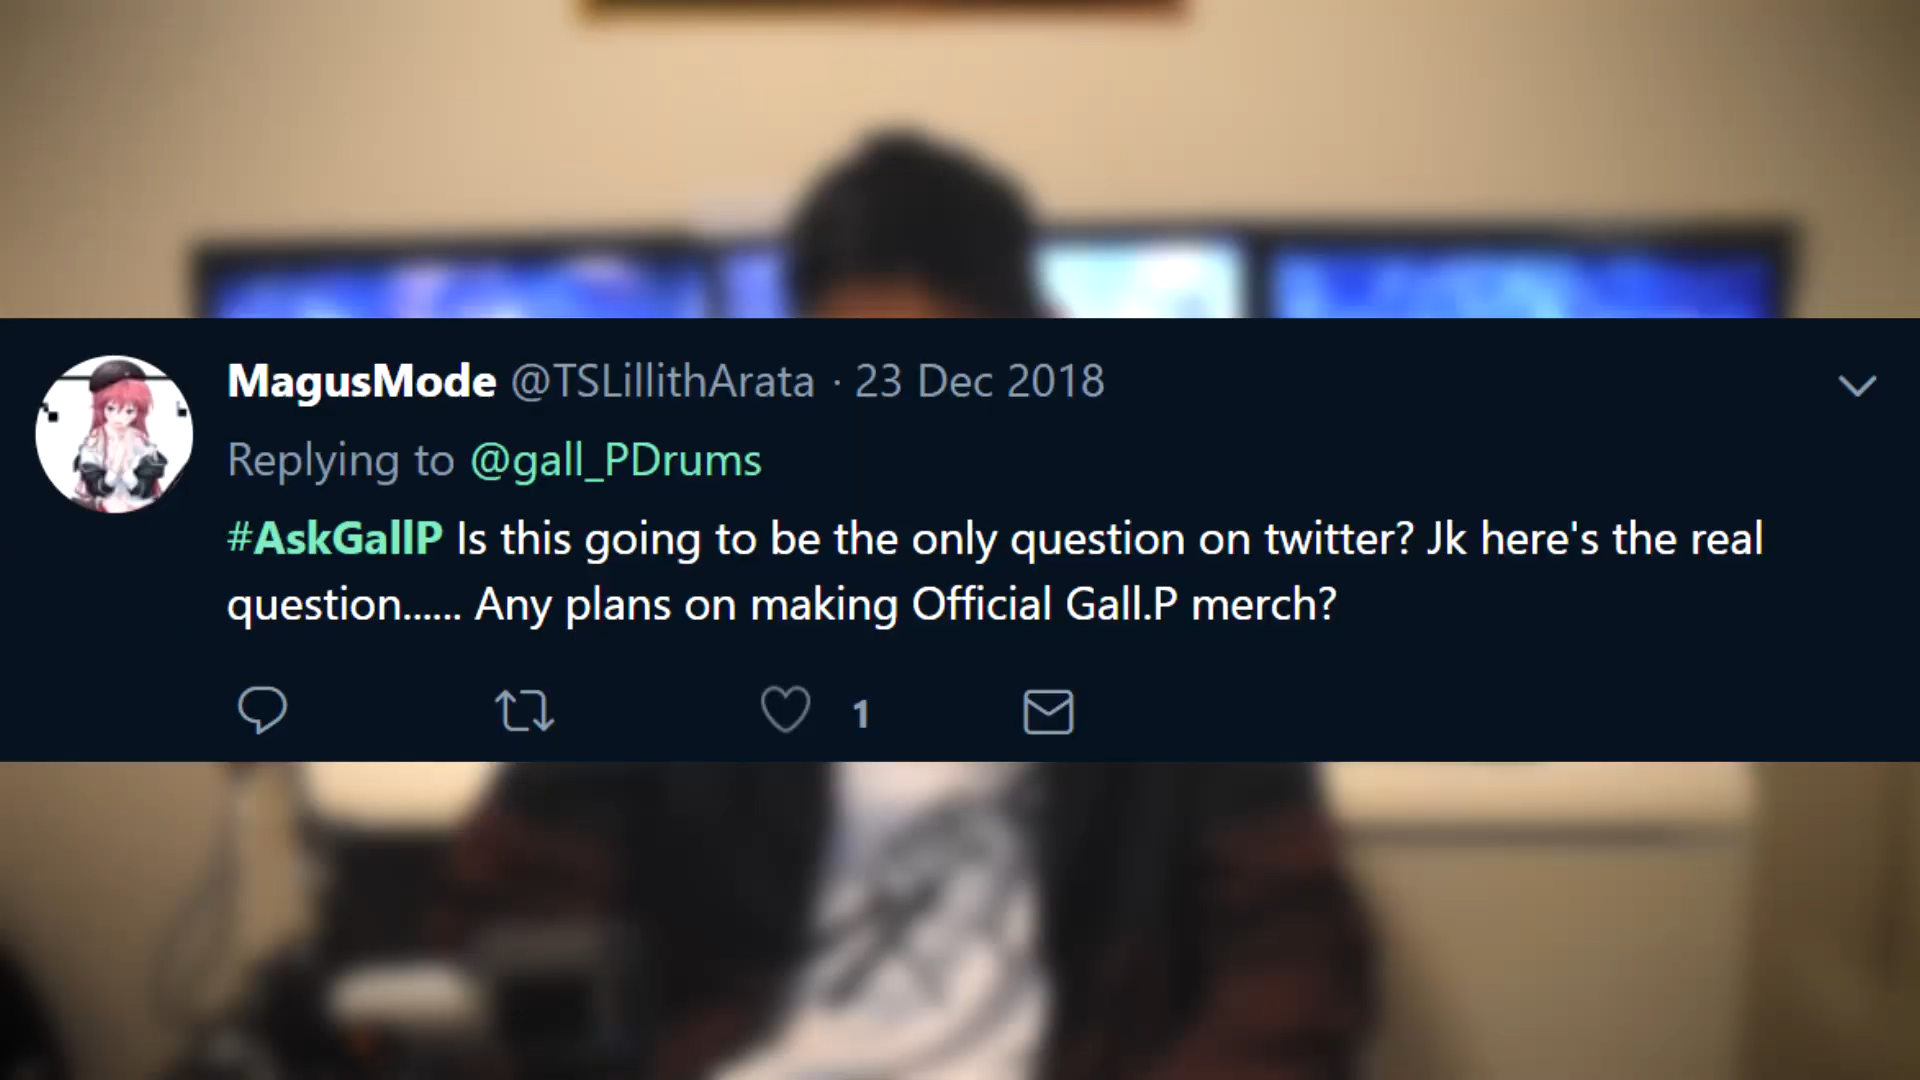 MagusMode @TSLillithArata · 23 Dec 2018
Replying to @gall_PDrums
#AskGallP Is this going to be the only question on twitter? Jk here's the real
question...... Any plans on making Official Gall.P merch?
1